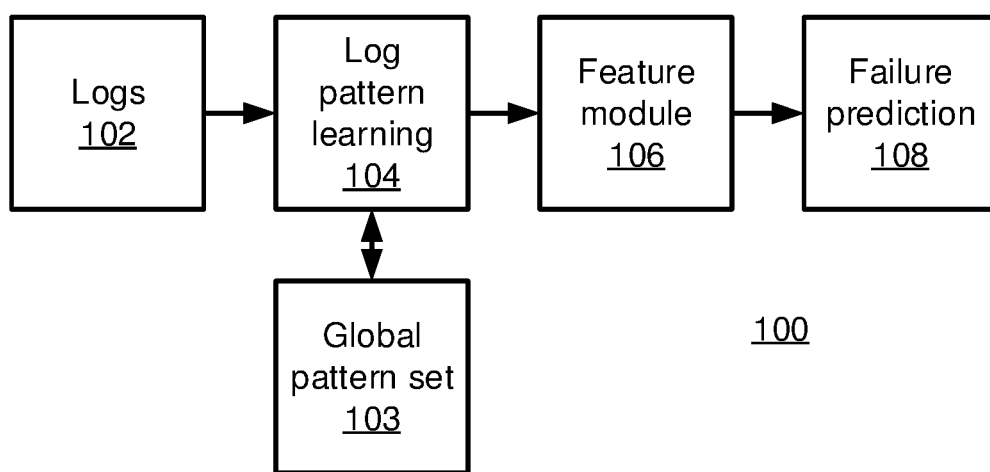 Logs
102
Log
pattern
learning
104
Feature
module
106
Failure
prediction
108
Global
pattern set
103
100